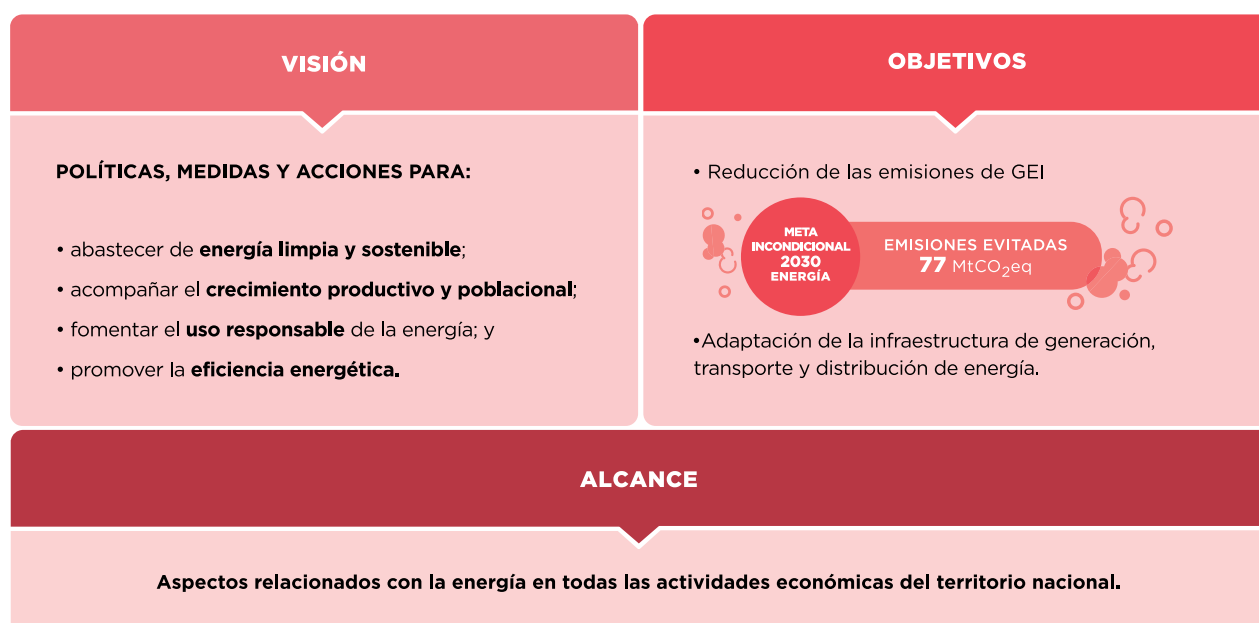 VISIÓN
POLÍTICAS, MEDIDAS Y ACCIONES PARA:
• abastecer de energía limpia y sostenible;
• acompañar el crecimiento productivo y poblacional;
• fomentar el uso responsable de la energía; y
• promover la eficiencia energética.
OBJETIVOS
• Reducción de las emisiones de GEI
META
INCONDICIONAL
2030
ENERGÍA
EMISIONES EVITADAS
77 MtCO₂eq
•Adaptación de la infraestructura de generación,
transporte y distribución de energía.
ALCANCE
Aspectos relacionados con la energía en todas las actividades económicas del territorio nacional.